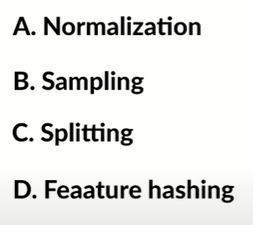 A. Normalization
B. Sampling
C. Splitting
D. Feaature hashing